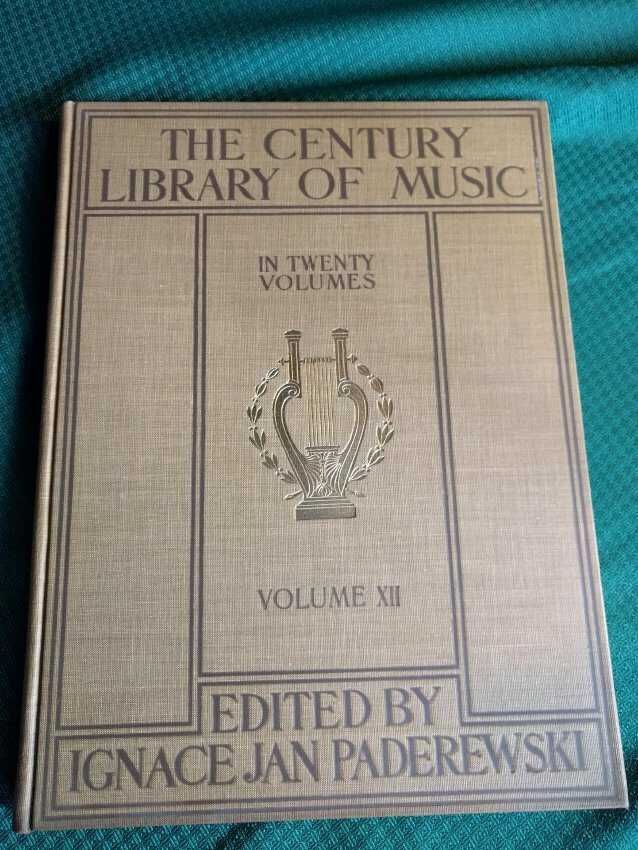 THE CENTURY
LIBRARY OF MUSIC
IN TWENTY
VOLUMES
VOLUME XII
EDITED BY
IGNACE JAN PADEREWSKI